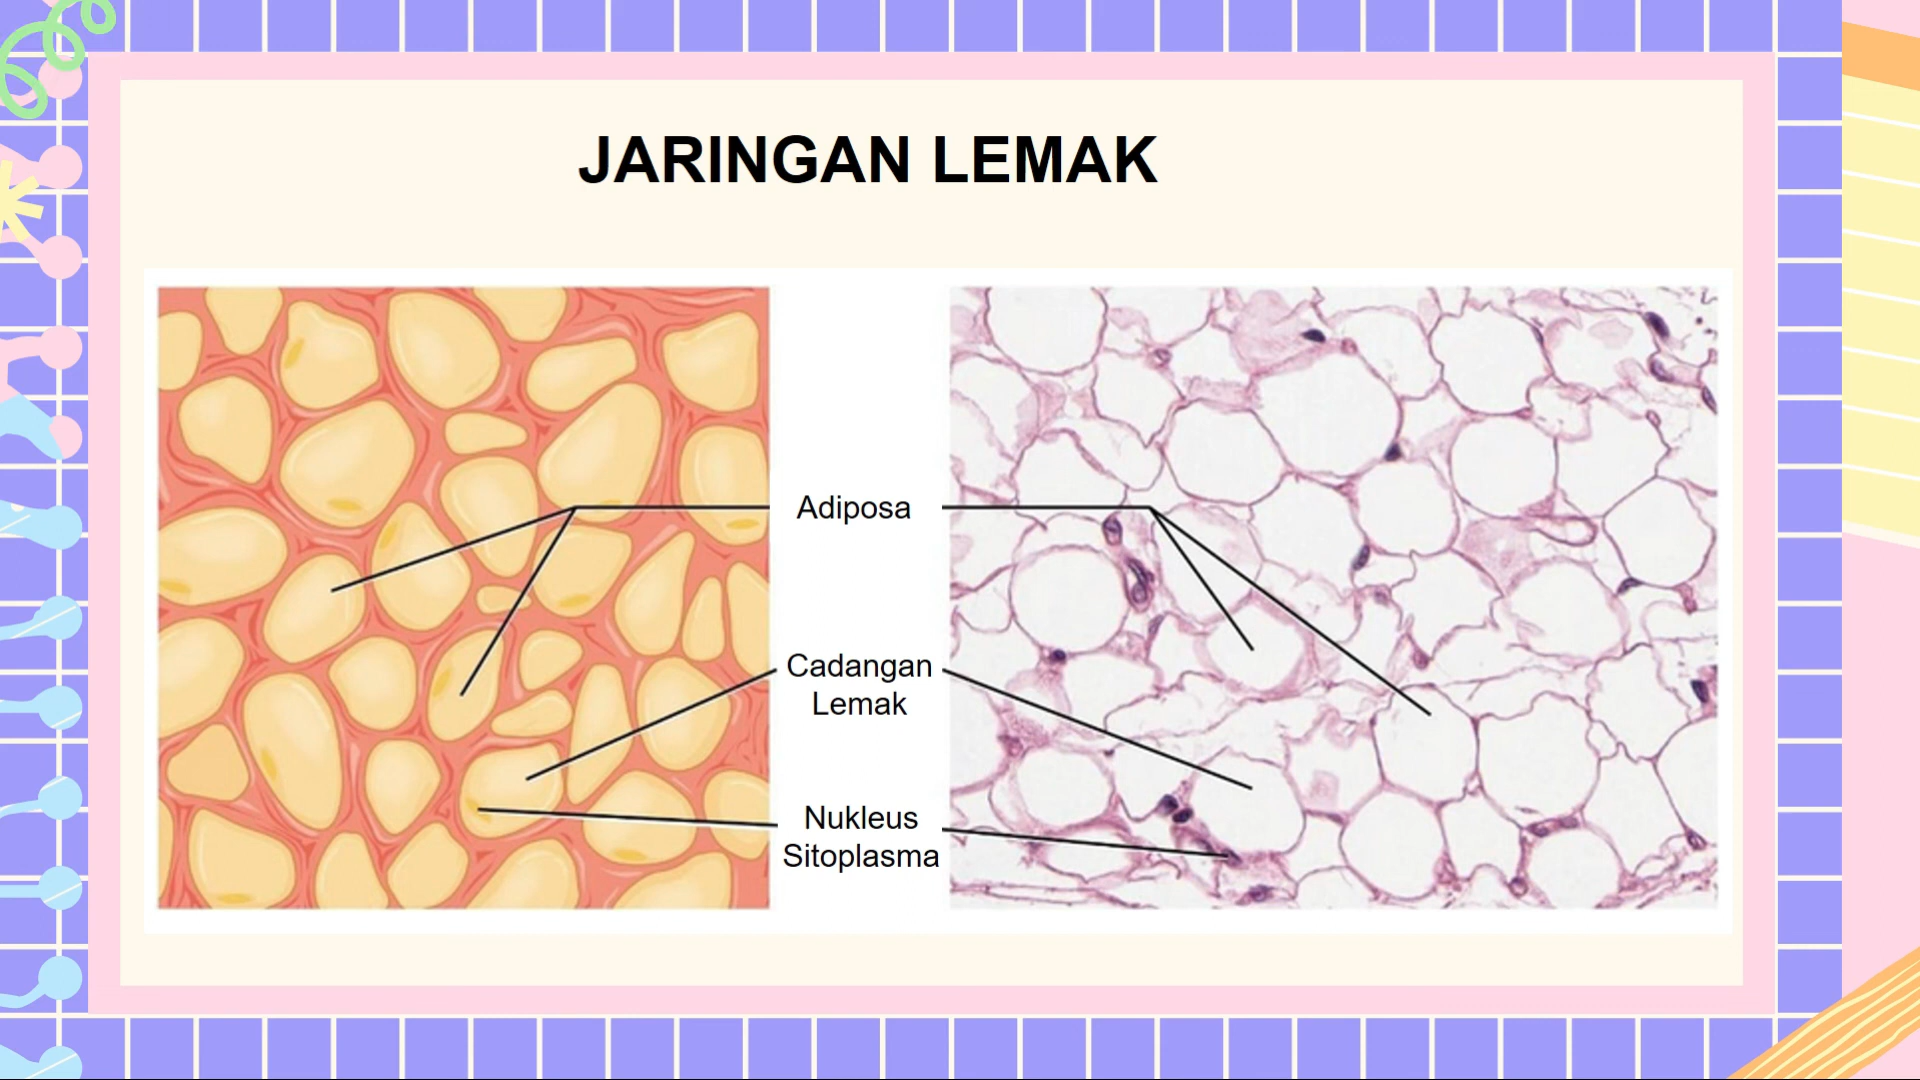 JARINGAN LEMAK
Adiposa
Cadangan
Lemak
Nukleus
Sitoplasma